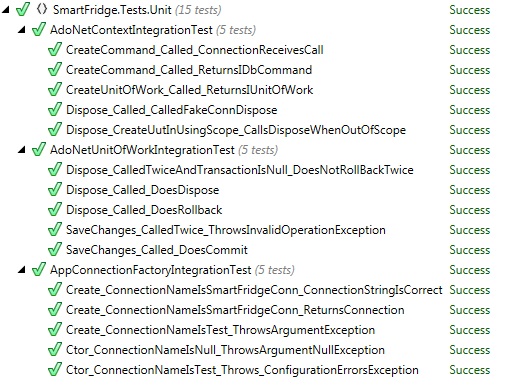 SmartFridge.Tests.Unit (15 tests) Success
AdoNetContextIntegrationTest (5 tests) Success
CreateCommand_Called_ConnectionReceivesCall Success
CreateCommand_Called_ReturnsIDbCommand Success
CreateUnitOfWork_Called_ReturnsIUnitOfWork Success
Dispose_Called_CalledFakeConnDispose Success
Dispose_CreateUutInUsingScope_CallsDisposeWhenOutOfScope Success
AdoNetUnitOfWorkIntegrationTest (5 tests) Success
Dispose_CalledTwiceAndTransactionIsNull_DoesNotRollBackTwice Success
Dispose_Called_DoesDispose Success
Dispose_Called_DoesRollback Success
SaveChanges_CalledTwice_ThrowsInvalidOperationException Success
SaveChanges_Called_DoesCommit Success
AppConnectionFactoryIntegrationTest (5 tests) Success
Create_ConnectionNameIsSmartFridgeConn_ConnectionStringIsCorrect Success
Create_ConnectionNameIsSmartFridgeConn_ReturnsConnection Success
Create_ConnectionNameIsTest_ThrowsArgumentException Success
Ctor_ConnectionNameIsNull_ThrowsArgumentNullException Success
Ctor_ConnectionNameIsTest_Throws_ConfigurationErrorsException Success